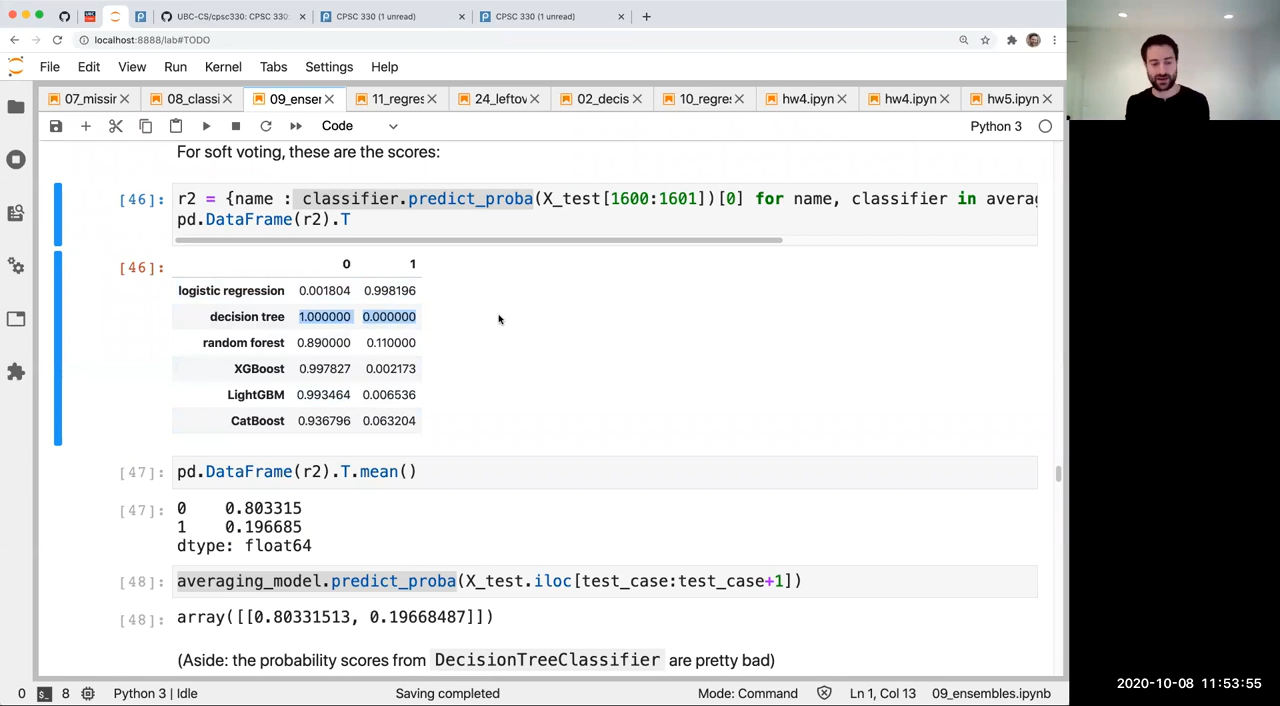 UBC-CS/cpsc330: CPSC 330:
CPSC 330 (1 unread)
CPSC 330 (1 unread)
localhost:8888/lab#TODO
File Edit View Run Kernel Tabs Settings Help
07_missir 08_classi 09_ensei 11_regres 24_leftov 02_decis 10_regre: hw4.ipyn hw4.ipyn hw5.ipyn
Code
Python 3
For soft voting, these are the scores:
[46]: r2 = {name : classifier.predict_proba(X_test[1600:1601])[0] for name, classifier in averag
pd.DataFrame(r2).T
[46]: 0 1
logistic regression 0.001804 0.998196
decision tree 1.000000 0.000000
random forest 0.890000 0.110000
XGBoost 0.997827 0.002173
LightGBM 0.993464 0.006536
CatBoost 0.936796 0.063204
[47]: pd.DataFrame(r2).T.mean()
[47]: 0 0.803315
1 0.196685
dtype: float64
[48]: averaging_model.predict_proba(X_test.iloc[test_case:test_case+1])
[48]: array([[0.80331513, 0.19668487]])
(Aside: the probability scores from DecisionTreeClassifier are pretty bad)
0 8 Python 3 | Idle Saving completed Mode: Command Ln 1, Col 13 09_ensembles.ipynb
2020-10-08 11:53:55